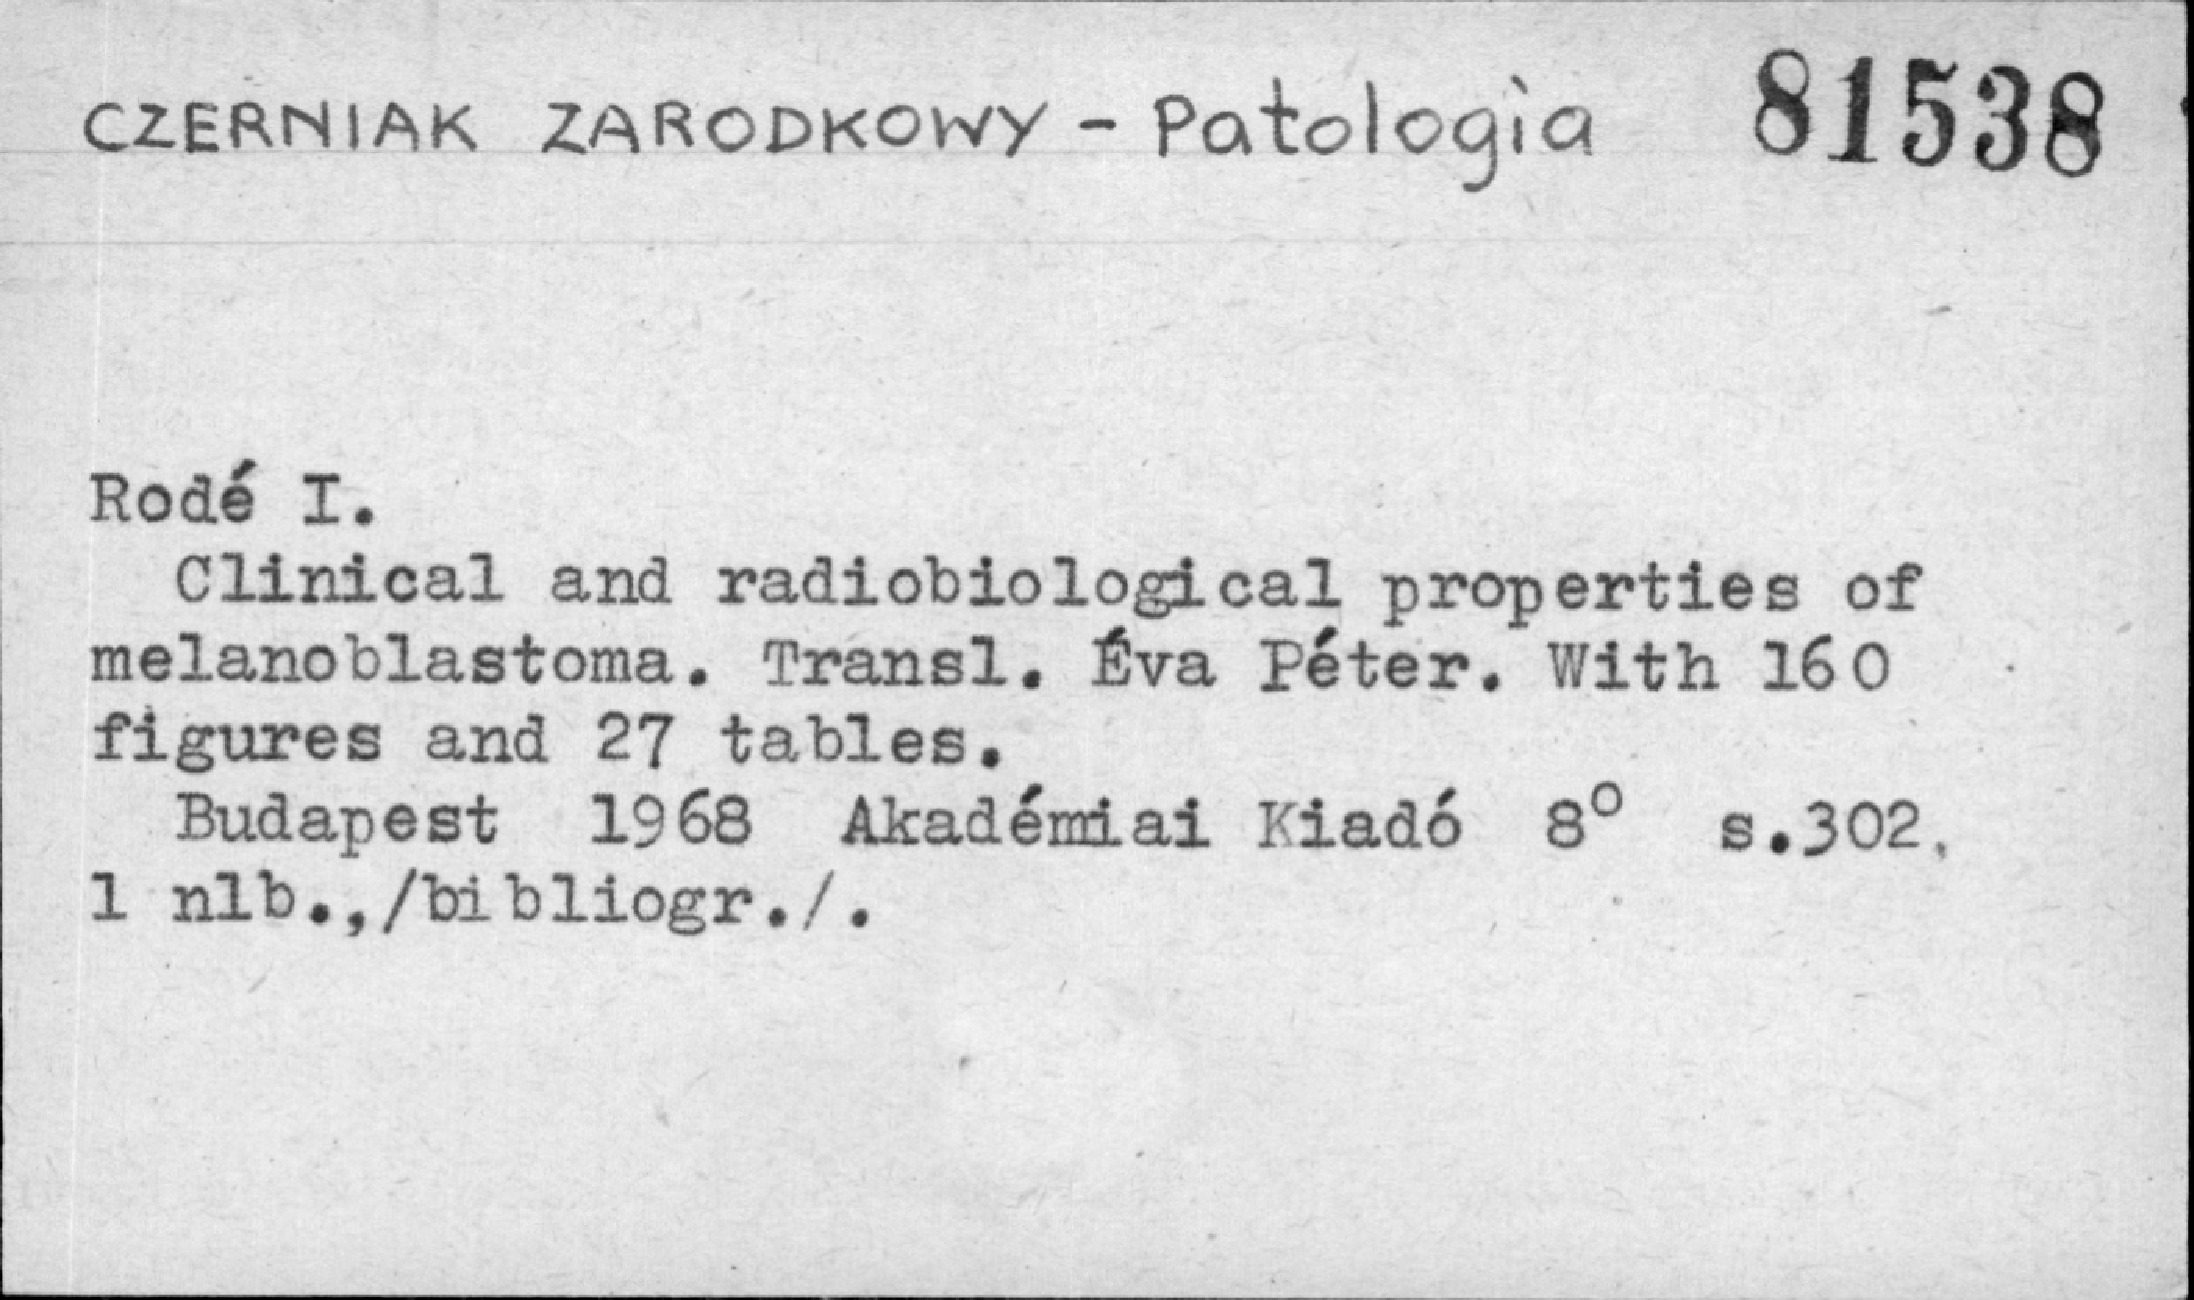 CZERNIAK ZARODKOWY - Patologia 81538
Rodé I.
Clinical and radiobiological properties of
melanoblastoma. Transl. Éva Péter. With 160
figures and 27 tables.
Budapest 1968 Akadémiai Kiadó 8° s.302,
1 nlb.,/bibliogr./.